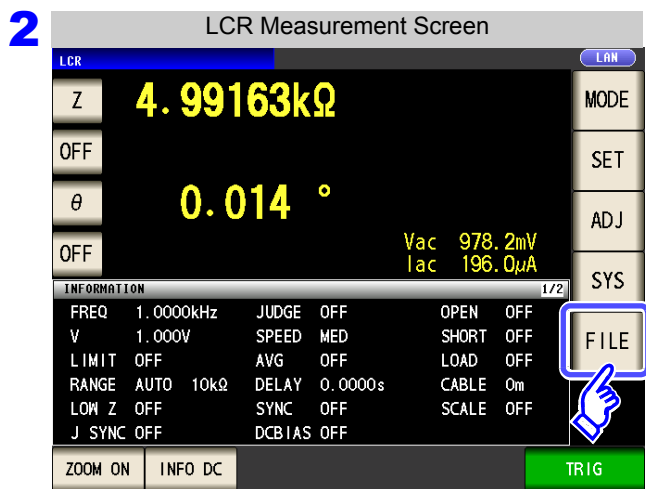 2 LCR Measurement Screen
LCR LAN
Z 4.99163kΩ MODE
OFF SET
θ 0.014 ° ADJ
OFF Vac 978.2mV
Iac 196.0μA SYS
INFORMATION 1/2
FREQ 1.0000kHz JUDGE OFF OPEN OFF
V 1.000V SPEED MED SHORT OFF FILE
LIMIT OFF AVG OFF LOAD OFF
RANGE AUTO 10kΩ DELAY 0.0000s CABLE 0m
LOW Z OFF SYNC OFF SCALE OFF
J SYNC OFF DCBIAS OFF
ZOOM ON INFO DC TRIG